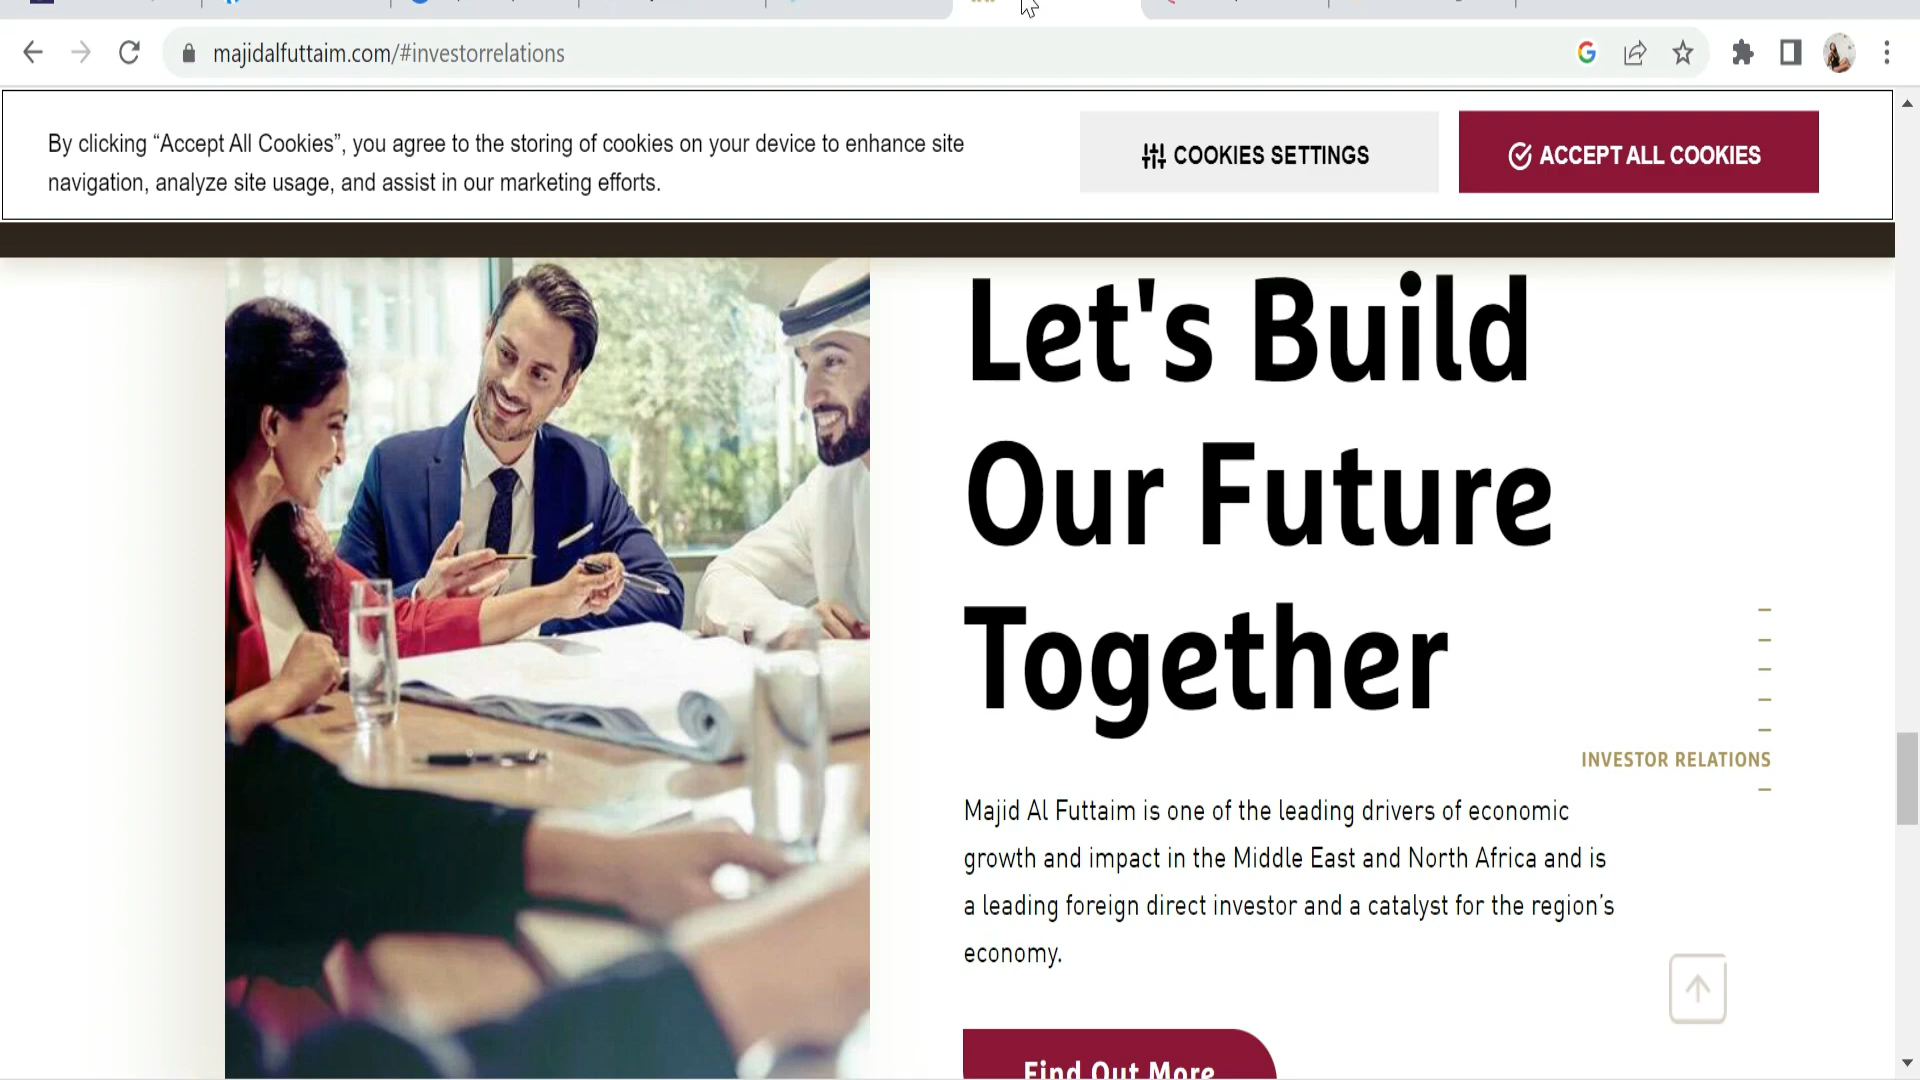 majidalfuttaim.com/#investorrelations
By clicking “Accept All Cookies”, you agree to the storing of cookies on your device to enhance site
navigation, analyze site usage, and assist in our marketing efforts.
COOKIES SETTINGS
ACCEPT ALL COOKIES
Let's Build
Our Future
Together
INVESTOR RELATIONS
Majid Al Futtaim is one of the leading drivers of economic
growth and impact in the Middle East and North Africa and is
a leading foreign direct investor and a catalyst for the region’s
economy.
Find Out More